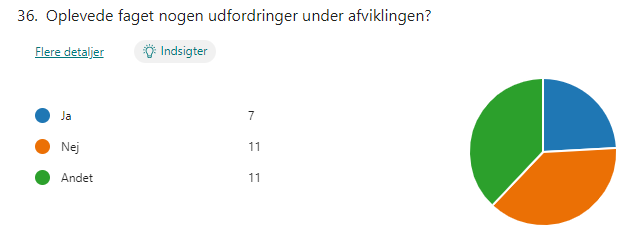 36. Oplevede faget nogen udfordringer under afviklingen?
Flere detaljer Indsigter
Ja 7
Nej 11
Andet 11